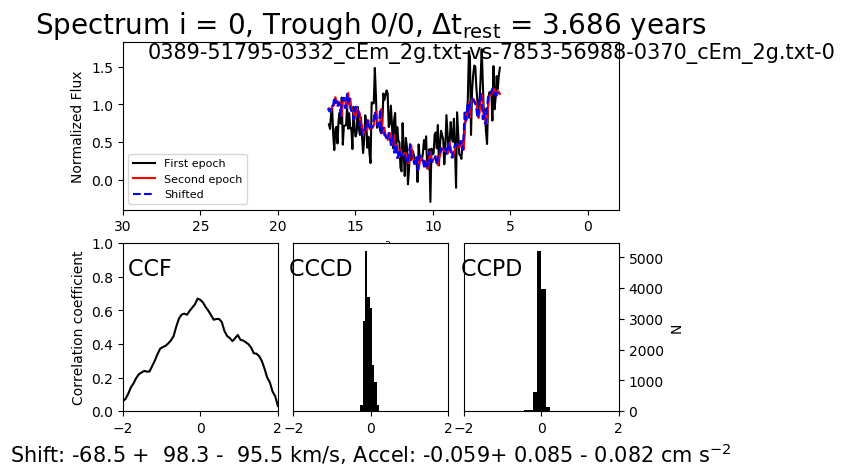 Spectrum i = 0, Trough 0/0, Δt_rest = 3.686 years
0389-51795-0332_cEm_2g.txt-vs-7853-56988-0370_cEm_2g.txt-0
Normalized Flux
1.5
1.0
0.5
0.0
First epoch
Second epoch
Shifted
30 25 20 15 10 5 0
Correlation coefficient
1.0
0.8
0.6
0.4
0.2
0.0
CCF
−2 0 2
CCCD
−2 0 2
CCPD
−2 0 2
5000
4000
3000
2000
1000
0
N
Shift: -68.5 + 98.3 - 95.5 km/s, Accel: -0.059+ 0.085 - 0.082 cm s⁻²